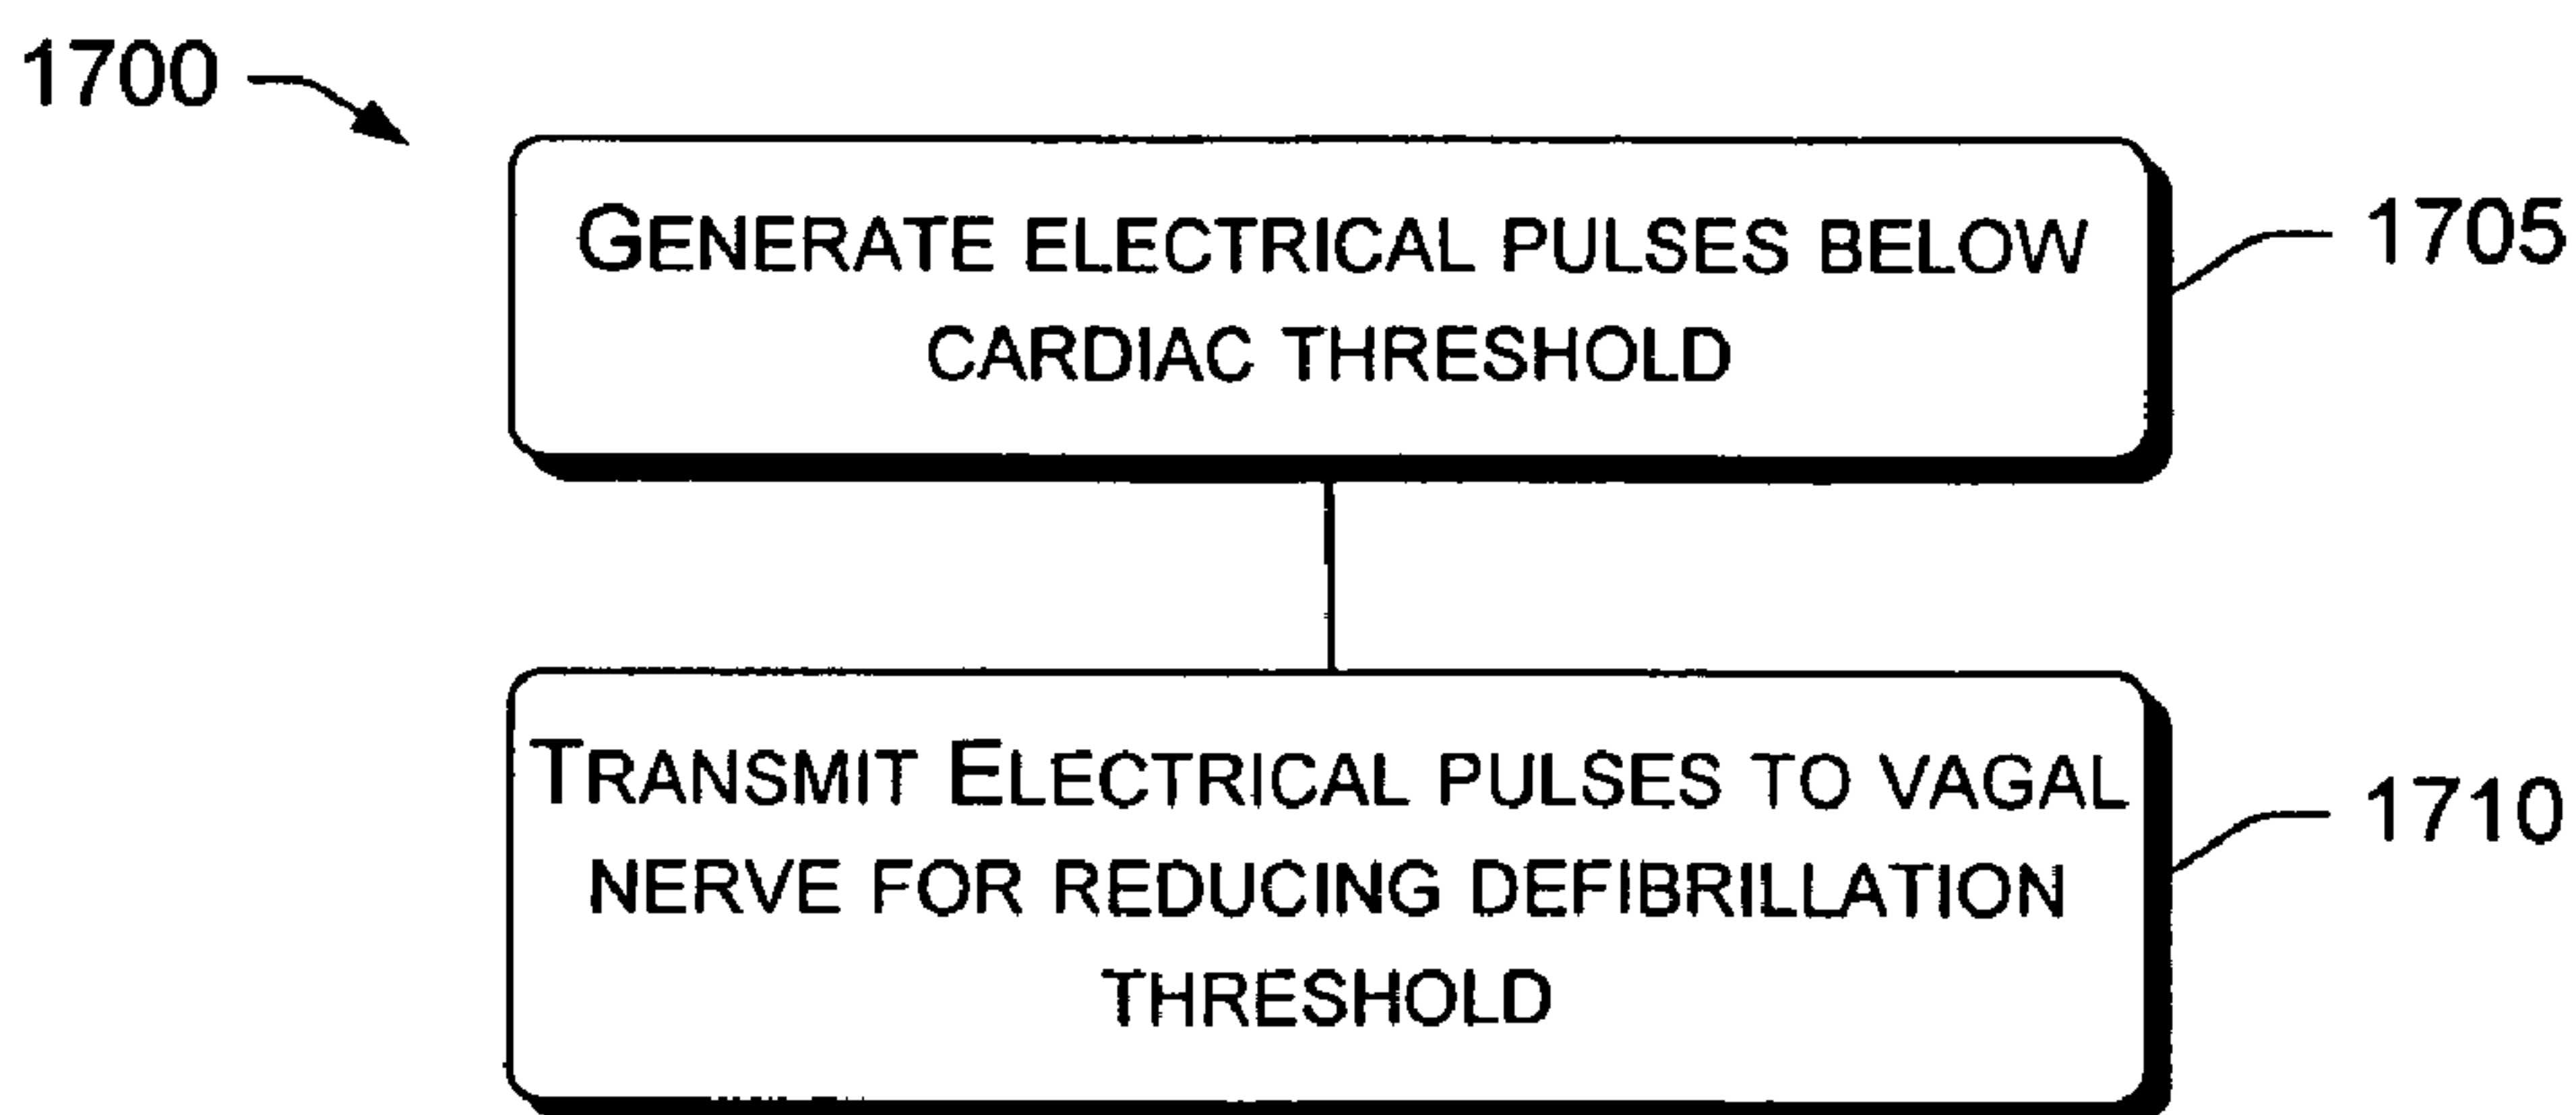 1700
GENERATE ELECTRICAL PULSES BELOW
CARDIAC THRESHOLD
1705
TRANSMIT ELECTRICAL PULSES TO VAGAL
NERVE FOR REDUCING DEFIBRILLATION
THRESHOLD
1710